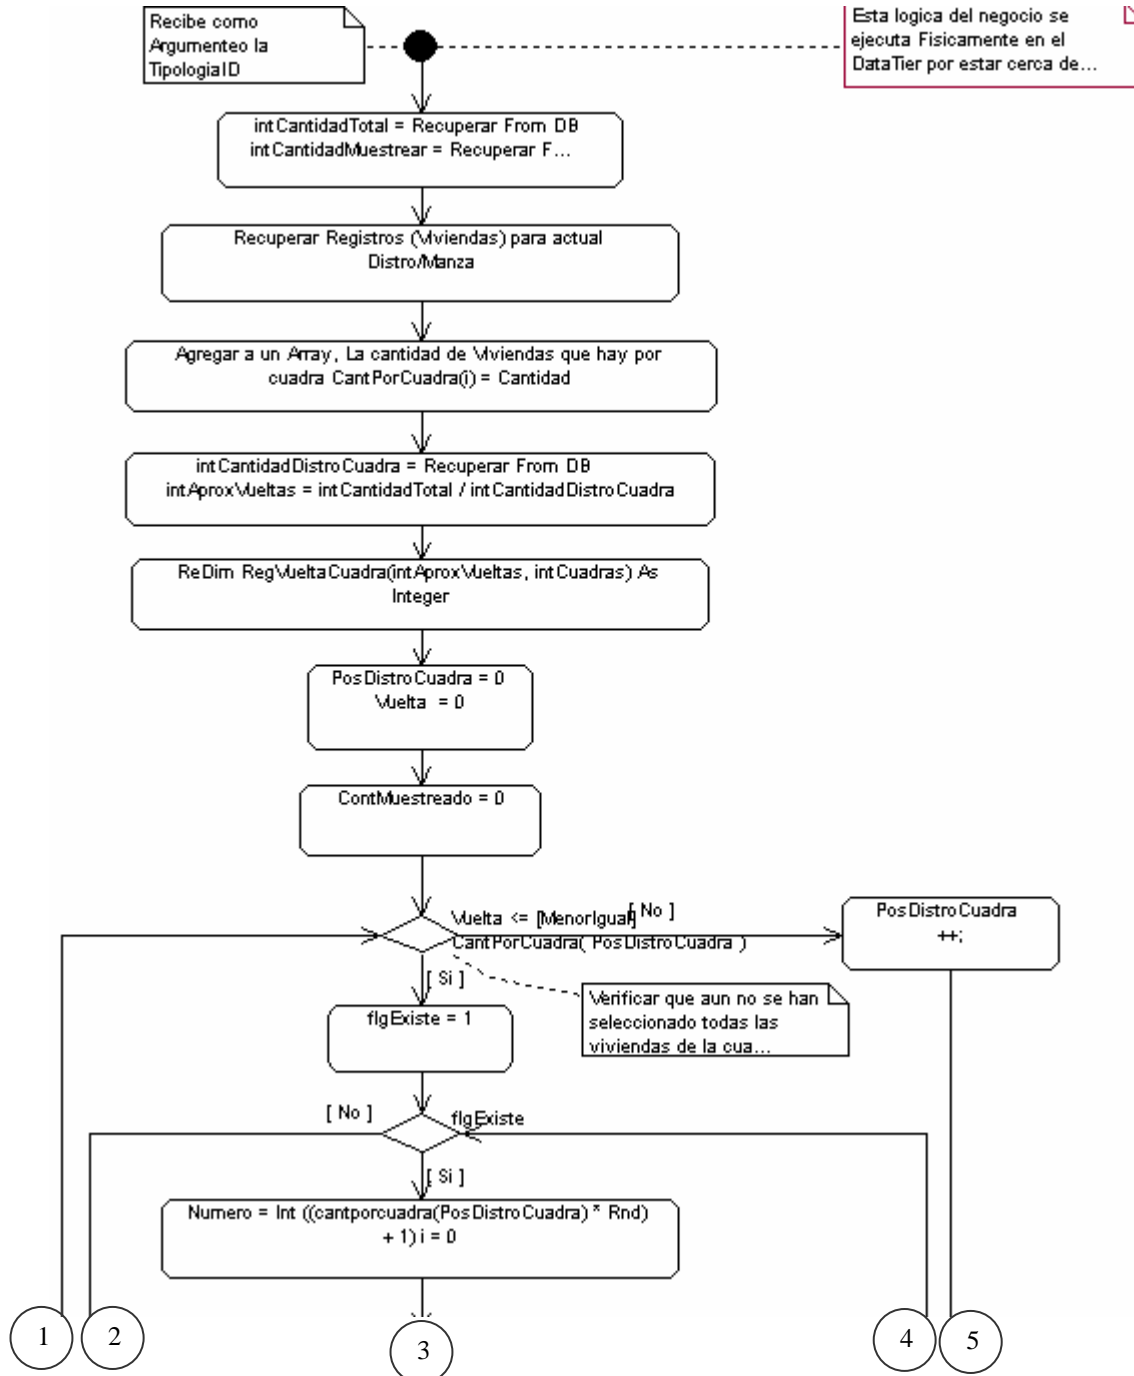 Recibe como
Argumenteo la
TipologiaID
Esta logica del negocio se
ejecuta Fisicamente en el
DataTier por estar cerca de...
intCantidadTotal = Recuperar From DB
intCantidadMuestrear = Recuperar F...
Recuperar Registros (Viviendas) para actual
Distro/Manza
Agregar a un Array, La cantidad de Viviendas que hay por
cuadra CantPorCuadra(i) = Cantidad
intCantidadDistroCuadra = Recuperar From DB
intAproxVueltas = intCantidadTotal / intCantidadDistroCuadra
ReDim RegVueltaCuadra(intAproxVueltas, intCuadras) As
Integer
PosDistroCuadra = 0
Vuelta = 0
ContMuestreado = 0
Vuelta <= [MenorIgual]
CantPorCuadra( PosDistroCuadra )
[ No ]
PosDistroCuadra
++;
[ Si ]
Verificar que aun no se han
seleccionado todas las
viviendas de la cua...
flgExiste = 1
[ No ]
flgExiste
[ Si ]
Numero = Int ((cantporcuadra(PosDistroCuadra) * Rnd)
+ 1) i = 0
1
2
3
4
5